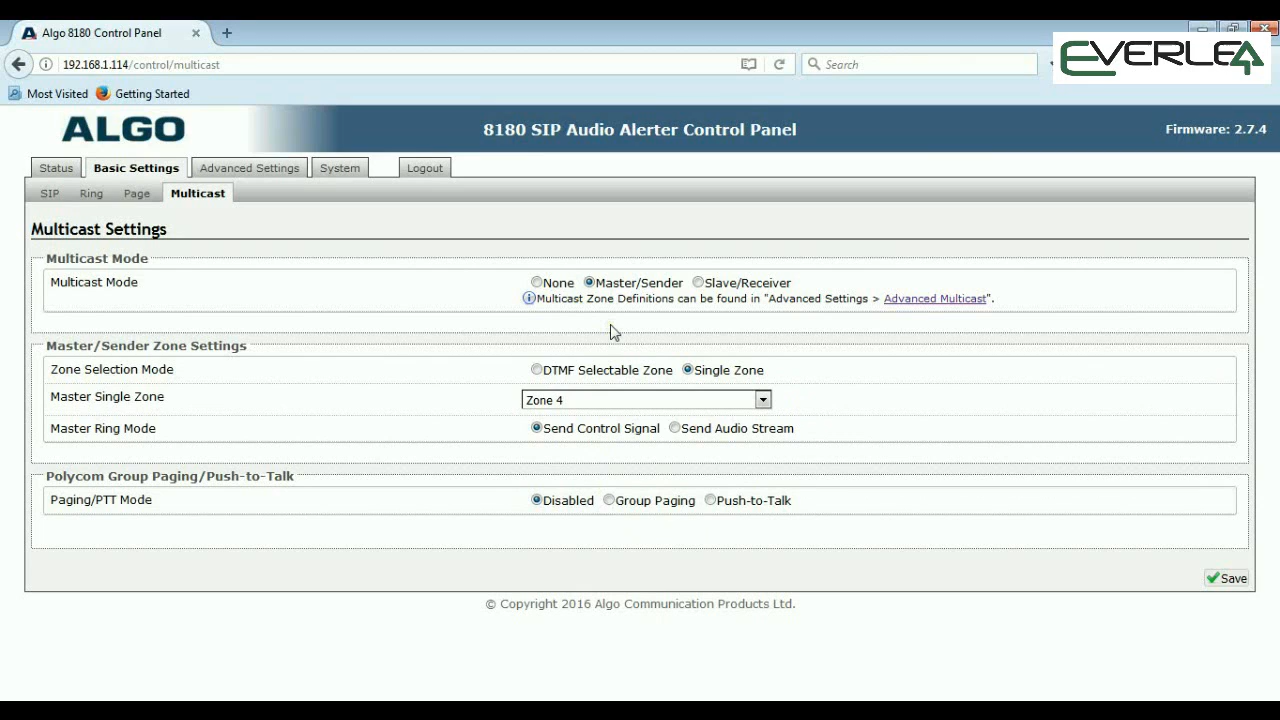 Algo 8180 Control Panel
192.168.1.114/control/multicast
Search
EVERLEA
Most Visited Getting Started
ALGO
8180 SIP Audio Alerter Control Panel
Firmware: 2.7.4
Status Basic Settings Advanced Settings System Logout
SIP Ring Page Multicast
Multicast Settings
Multicast Mode
Multicast Mode None Master/Sender Slave/Receiver
Multicast Zone Definitions can be found in "Advanced Settings > Advanced Multicast".
Master/Sender Zone Settings
Zone Selection Mode DTMF Selectable Zone Single Zone
Master Single Zone Zone 4
Master Ring Mode Send Control Signal Send Audio Stream
Polycom Group Paging/Push-to-Talk
Paging/PTT Mode Disabled Group Paging Push-to-Talk
Save
© Copyright 2016 Algo Communication Products Ltd.